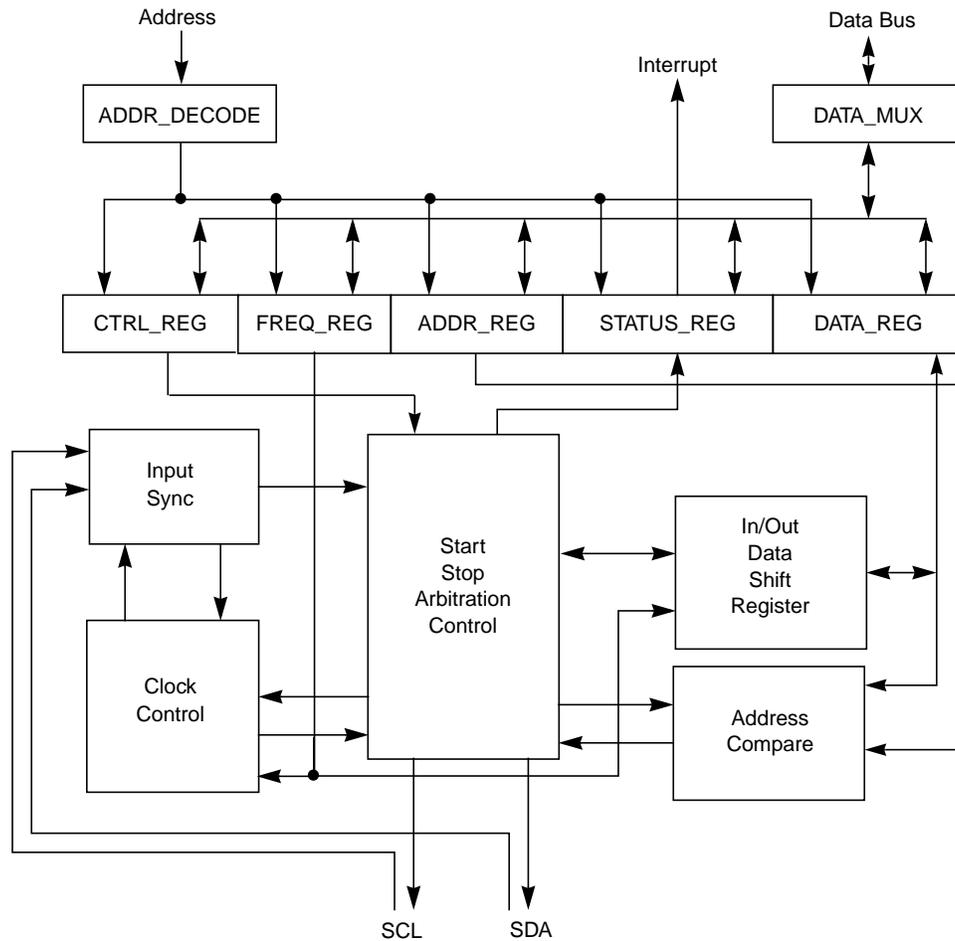 Address
Data Bus
Interrupt
ADDR_DECODE
DATA_MUX
CTRL_REG
FREQ_REG
ADDR_REG
STATUS_REG
DATA_REG
Input
Sync
Start
Stop
Arbitration
Control
In/Out
Data
Shift
Register
Clock
Control
Address
Compare
SCL
SDA